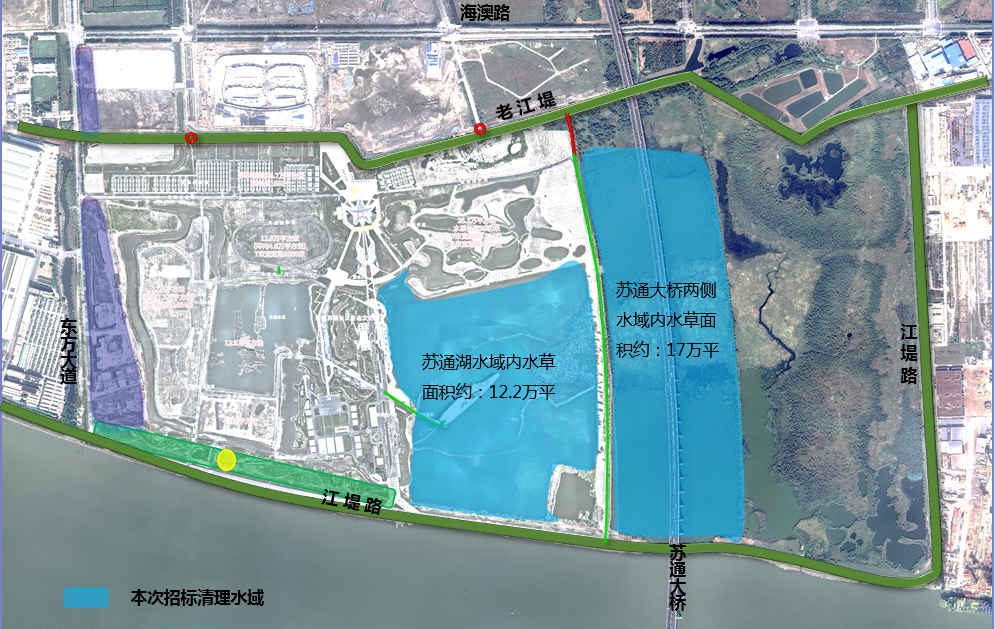 海澳路
老江堤
苏通大桥两侧
水域内水草面
积约：17万平
东方大道
江堤路
苏通湖水域内水草
面积约：12.2万平
江堤路
苏通大桥
本次招标清理水域